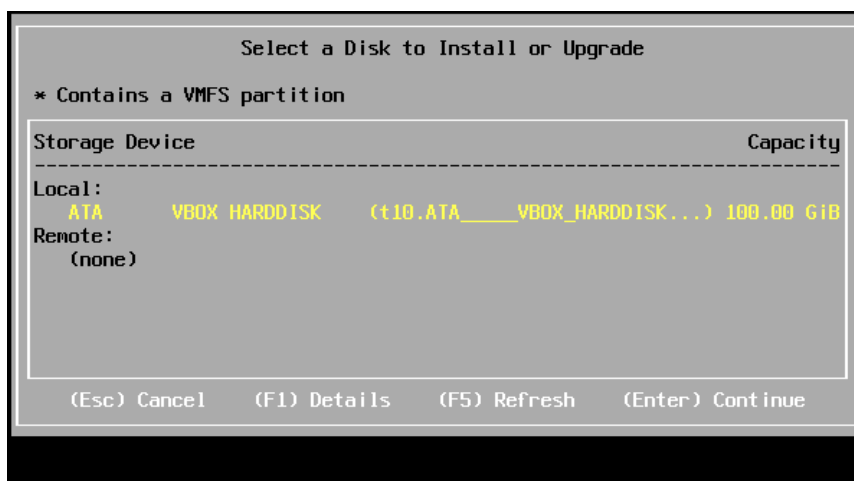 Select a Disk to Install or Upgrade
* Contains a VMFS partition
Storage Device Capacity
--------------------------------------------------------------------------------
Local:
ATA VBOX HARDDISK (t10.ATA_____VBOX_HARDDISK...) 100.00 GiB
Remote:
(none)
(Esc) Cancel (F1) Details (F5) Refresh (Enter) Continue